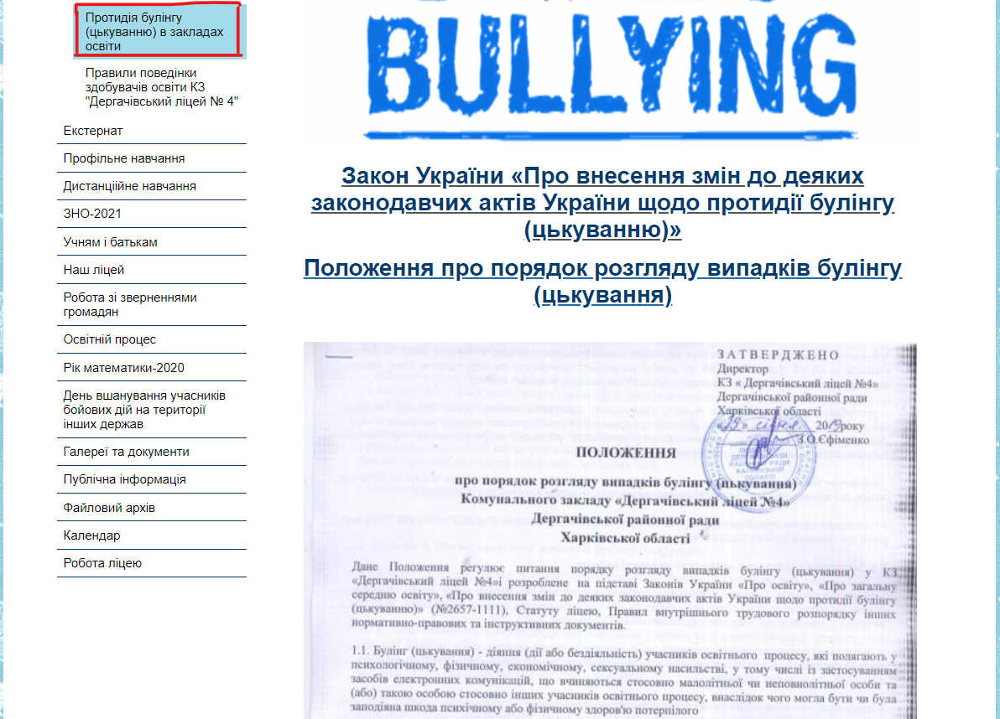 Протидія булінгу
(цькуванню) в закладах
освіти
Правили поведінки
здобувачів освіти КЗ
"Дергачівський ліцей № 4"
Екстернат
Профільне навчання
Дистанціійне навчання
ЗНО-2021
Учням і батькам
Наш ліцей
Робота зі зверненнями
громадян
Освітній процес
Рік математики-2020
День вшанування учасників
бойових дій на території
інших держав
Галереї та документи
Публічна інформація
Файловий архів
Календар
Робота ліцею
BULLYING
Закон України «Про внесення змін до деяких
законодавчих актів України щодо протидії булінгу
(цькуванню)»
Положення про порядок розгляду випадків булінгу
(цькування)
ЗАТВЕРДЖЕНО
Директор
КЗ « Дергачівський ліцей №4»
Дергачівської районної ради
Харківської області
«29» січня 2019року
З.О.Єфіменко
ПОЛОЖЕННЯ
про порядок розгляду випадків булінгу (цькування)
Комунального закладу «Дергачівський ліцей №4»
Дергачівської районної ради
Харківської області
Дане Положення регулює питання порядку розгляду випадків булінгу (цькування) у КЗ
«Дергачівський ліцей №4»і розроблене на підставі Законів України «Про освіту», «Про загальну
середню освіту», «Про внесення змін до деяких законодавчих актів України щодо протидії булінгу
(цькуванню)» (№2657-1111), Статуту ліцею, Правил внутрішнього трудового розпорядку інших
нормативно-правових та інструктивних документів.
1.1. Булінг (цькування) - діяння (дії або бездіяльність) учасників освітнього процесу, які полягають у
психологічному, фізичному, економічному, сексуальному насильстві, у тому числі із застосуванням
засобів електронних комунікацій, що вчиняються стосовно малолітньої чи неповнолітньої особи та
(або) такою особою стосовно інших учасників освітнього процесу, внаслідок чого могла бути чи була
заподіяна шкода психічному або фізичному здоров'ю потерпілого